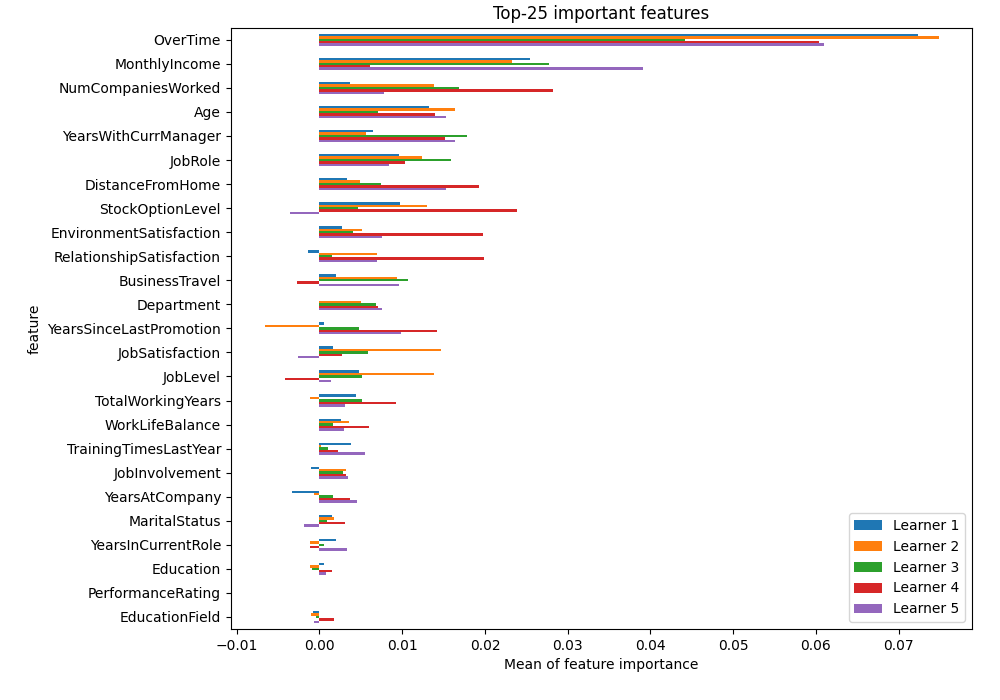 Top-25 important features
OverTime
MonthlyIncome
NumCompaniesWorked
Age
YearsWithCurrManager
JobRole
DistanceFromHome
StockOptionLevel
EnvironmentSatisfaction
RelationshipSatisfaction
BusinessTravel
Department
YearsSinceLastPromotion
JobSatisfaction
JobLevel
TotalWorkingYears
WorkLifeBalance
TrainingTimesLastYear
JobInvolvement
YearsAtCompany
MaritalStatus
YearsInCurrentRole
Education
PerformanceRating
EducationField
feature
Learner 1
Learner 2
Learner 3
Learner 4
Learner 5
−0.01 0.00 0.01 0.02 0.03 0.04 0.05 0.06 0.07
Mean of feature importance